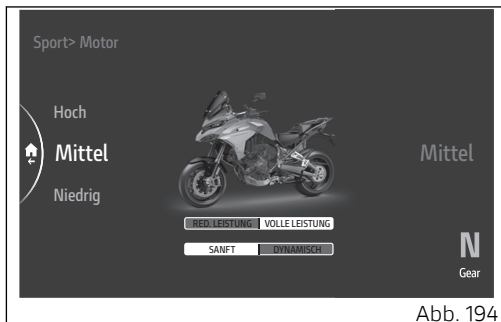 Sport> Motor
Hoch
Mittel
Mittel
Niedrig
RED. LEISTUNG VOLLE LEISTUNG
SANFT DYNAMISCH
N
Gear
Abb. 194